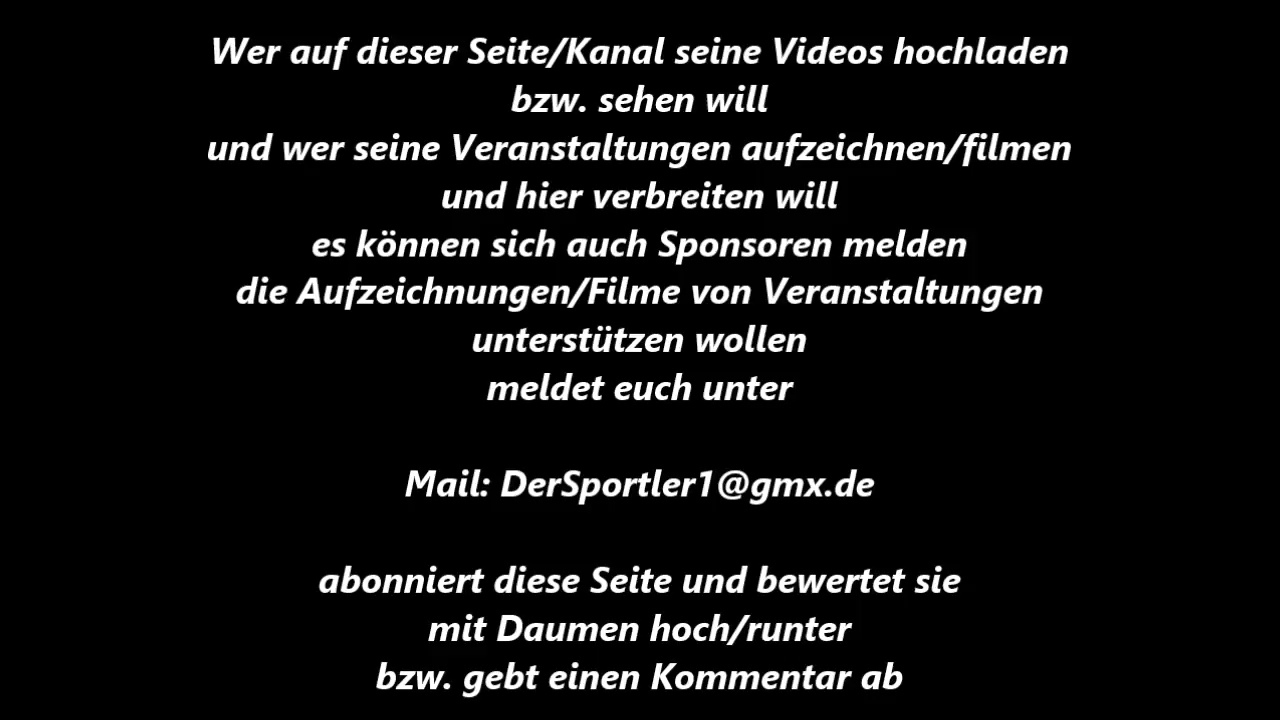 Wer auf dieser Seite/Kanal seine Videos hochladen
bzw. sehen will
und wer seine Veranstaltungen aufzeichnen/filmen
und hier verbreiten will
es können sich auch Sponsoren melden
die Aufzeichnungen/Filme von Veranstaltungen
unterstützen wollen
meldet euch unter
Mail: DerSportler1@gmx.de
abonniert diese Seite und bewertet sie
mit Daumen hoch/runter
bzw. gebt einen Kommentar ab